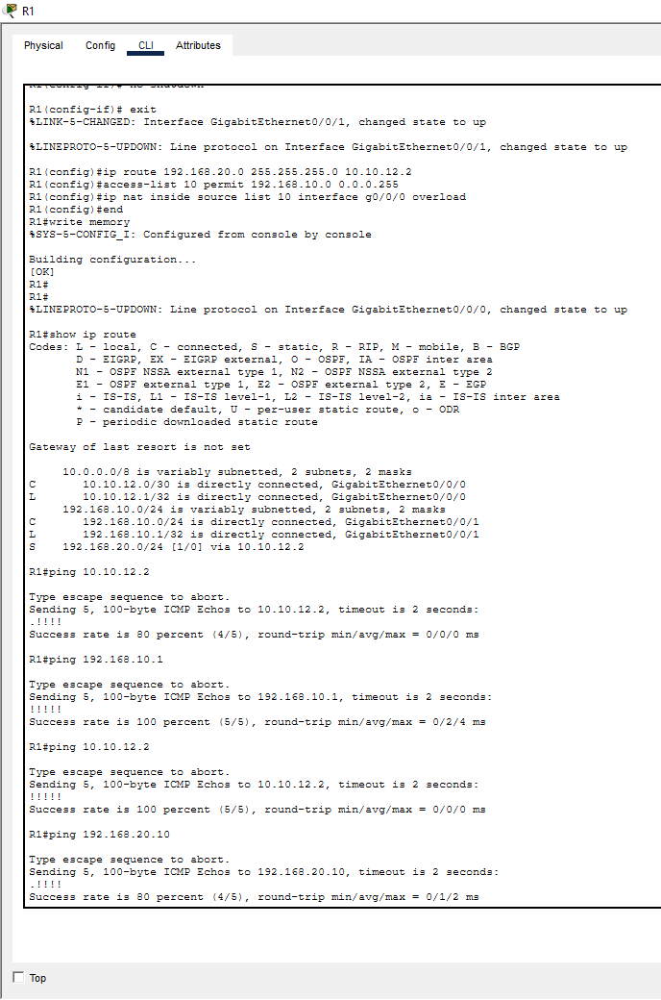 R1
Physical Config CLI Attributes
R1(config-if)# no shutdown
R1(config-if)# exit
%LINK-5-CHANGED: Interface GigabitEthernet0/0/1, changed state to up
%LINEPROTO-5-UPDOWN: Line protocol on Interface GigabitEthernet0/0/1, changed state to up
R1(config)#ip route 192.168.20.0 255.255.255.0 10.10.12.2
R1(config)#access-list 10 permit 192.168.10.0 0.0.0.255
R1(config)#ip nat inside source list 10 interface g0/0/0 overload
R1(config)#end
R1#write memory
%SYS-5-CONFIG_I: Configured from console by console
Building configuration...
[OK]
R1#
R1#
%LINEPROTO-5-UPDOWN: Line protocol on Interface GigabitEthernet0/0/0, changed state to up
R1#show ip route
Codes: L - local, C - connected, S - static, R - RIP, M - mobile, B - BGP
D - EIGRP, EX - EIGRP external, O - OSPF, IA - OSPF inter area
N1 - OSPF NSSA external type 1, N2 - OSPF NSSA external type 2
E1 - OSPF external type 1, E2 - OSPF external type 2, E - EGP
i - IS-IS, L1 - IS-IS level-1, L2 - IS-IS level-2, ia - IS-IS inter area
* - candidate default, U - per-user static route, o - ODR
P - periodic downloaded static route
Gateway of last resort is not set
10.0.0.0/8 is variably subnetted, 2 subnets, 2 masks
C 10.10.12.0/30 is directly connected, GigabitEthernet0/0/0
L 10.10.12.1/32 is directly connected, GigabitEthernet0/0/0
192.168.10.0/24 is variably subnetted, 2 subnets, 2 masks
C 192.168.10.0/24 is directly connected, GigabitEthernet0/0/1
L 192.168.10.1/32 is directly connected, GigabitEthernet0/0/1
S 192.168.20.0/24 [1/0] via 10.10.12.2
R1#ping 10.10.12.2
Type escape sequence to abort.
Sending 5, 100-byte ICMP Echos to 10.10.12.2, timeout is 2 seconds:
.!!!!
Success rate is 80 percent (4/5), round-trip min/avg/max = 0/0/0 ms
R1#ping 192.168.10.1
Type escape sequence to abort.
Sending 5, 100-byte ICMP Echos to 192.168.10.1, timeout is 2 seconds:
!!!!!
Success rate is 100 percent (5/5), round-trip min/avg/max = 0/2/4 ms
R1#ping 10.10.12.2
Type escape sequence to abort.
Sending 5, 100-byte ICMP Echos to 10.10.12.2, timeout is 2 seconds:
!!!!!
Success rate is 100 percent (5/5), round-trip min/avg/max = 0/0/0 ms
R1#ping 192.168.20.10
Type escape sequence to abort.
Sending 5, 100-byte ICMP Echos to 192.168.20.10, timeout is 2 seconds:
.!!!!
Success rate is 80 percent (4/5), round-trip min/avg/max = 0/1/2 ms
Top